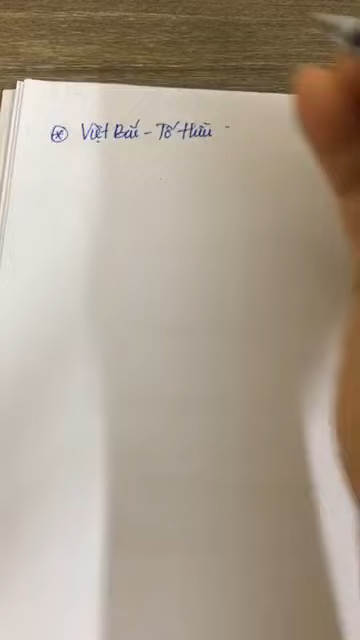 ⊛ Việt Bắc - Tố Hữu -